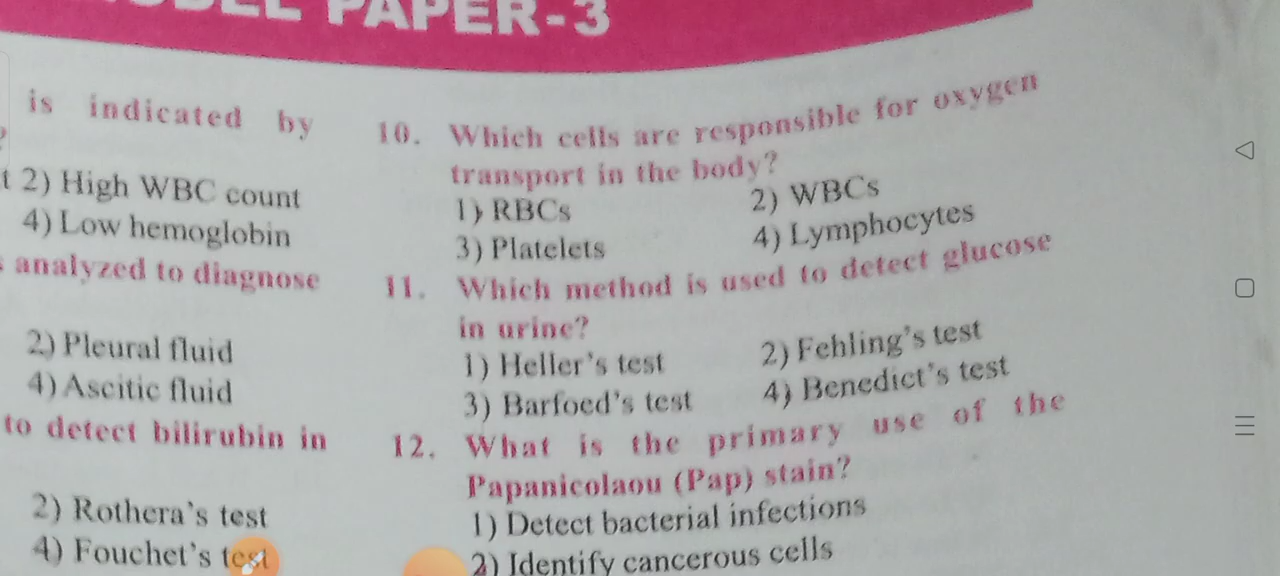 PAPER-3
is indicated by
2) High WBC count
4) Low hemoglobin
analyzed to diagnose
2) Pleural fluid
4) Ascitic fluid
to detect bilirubin in
2) Rothera's test
4) Fouchet's test
10. Which cells are responsible for oxygen
transport in the body?
1) RBCs 2) WBCs
3) Platelets 4) Lymphocytes
11. Which method is used to detect glucose
in urine?
1) Heller's test 2) Fehling's test
3) Barfoed's test 4) Benedict's test
12. What is the primary use of the
Papanicolaou (Pap) stain?
1) Detect bacterial infections
2) Identify cancerous cells